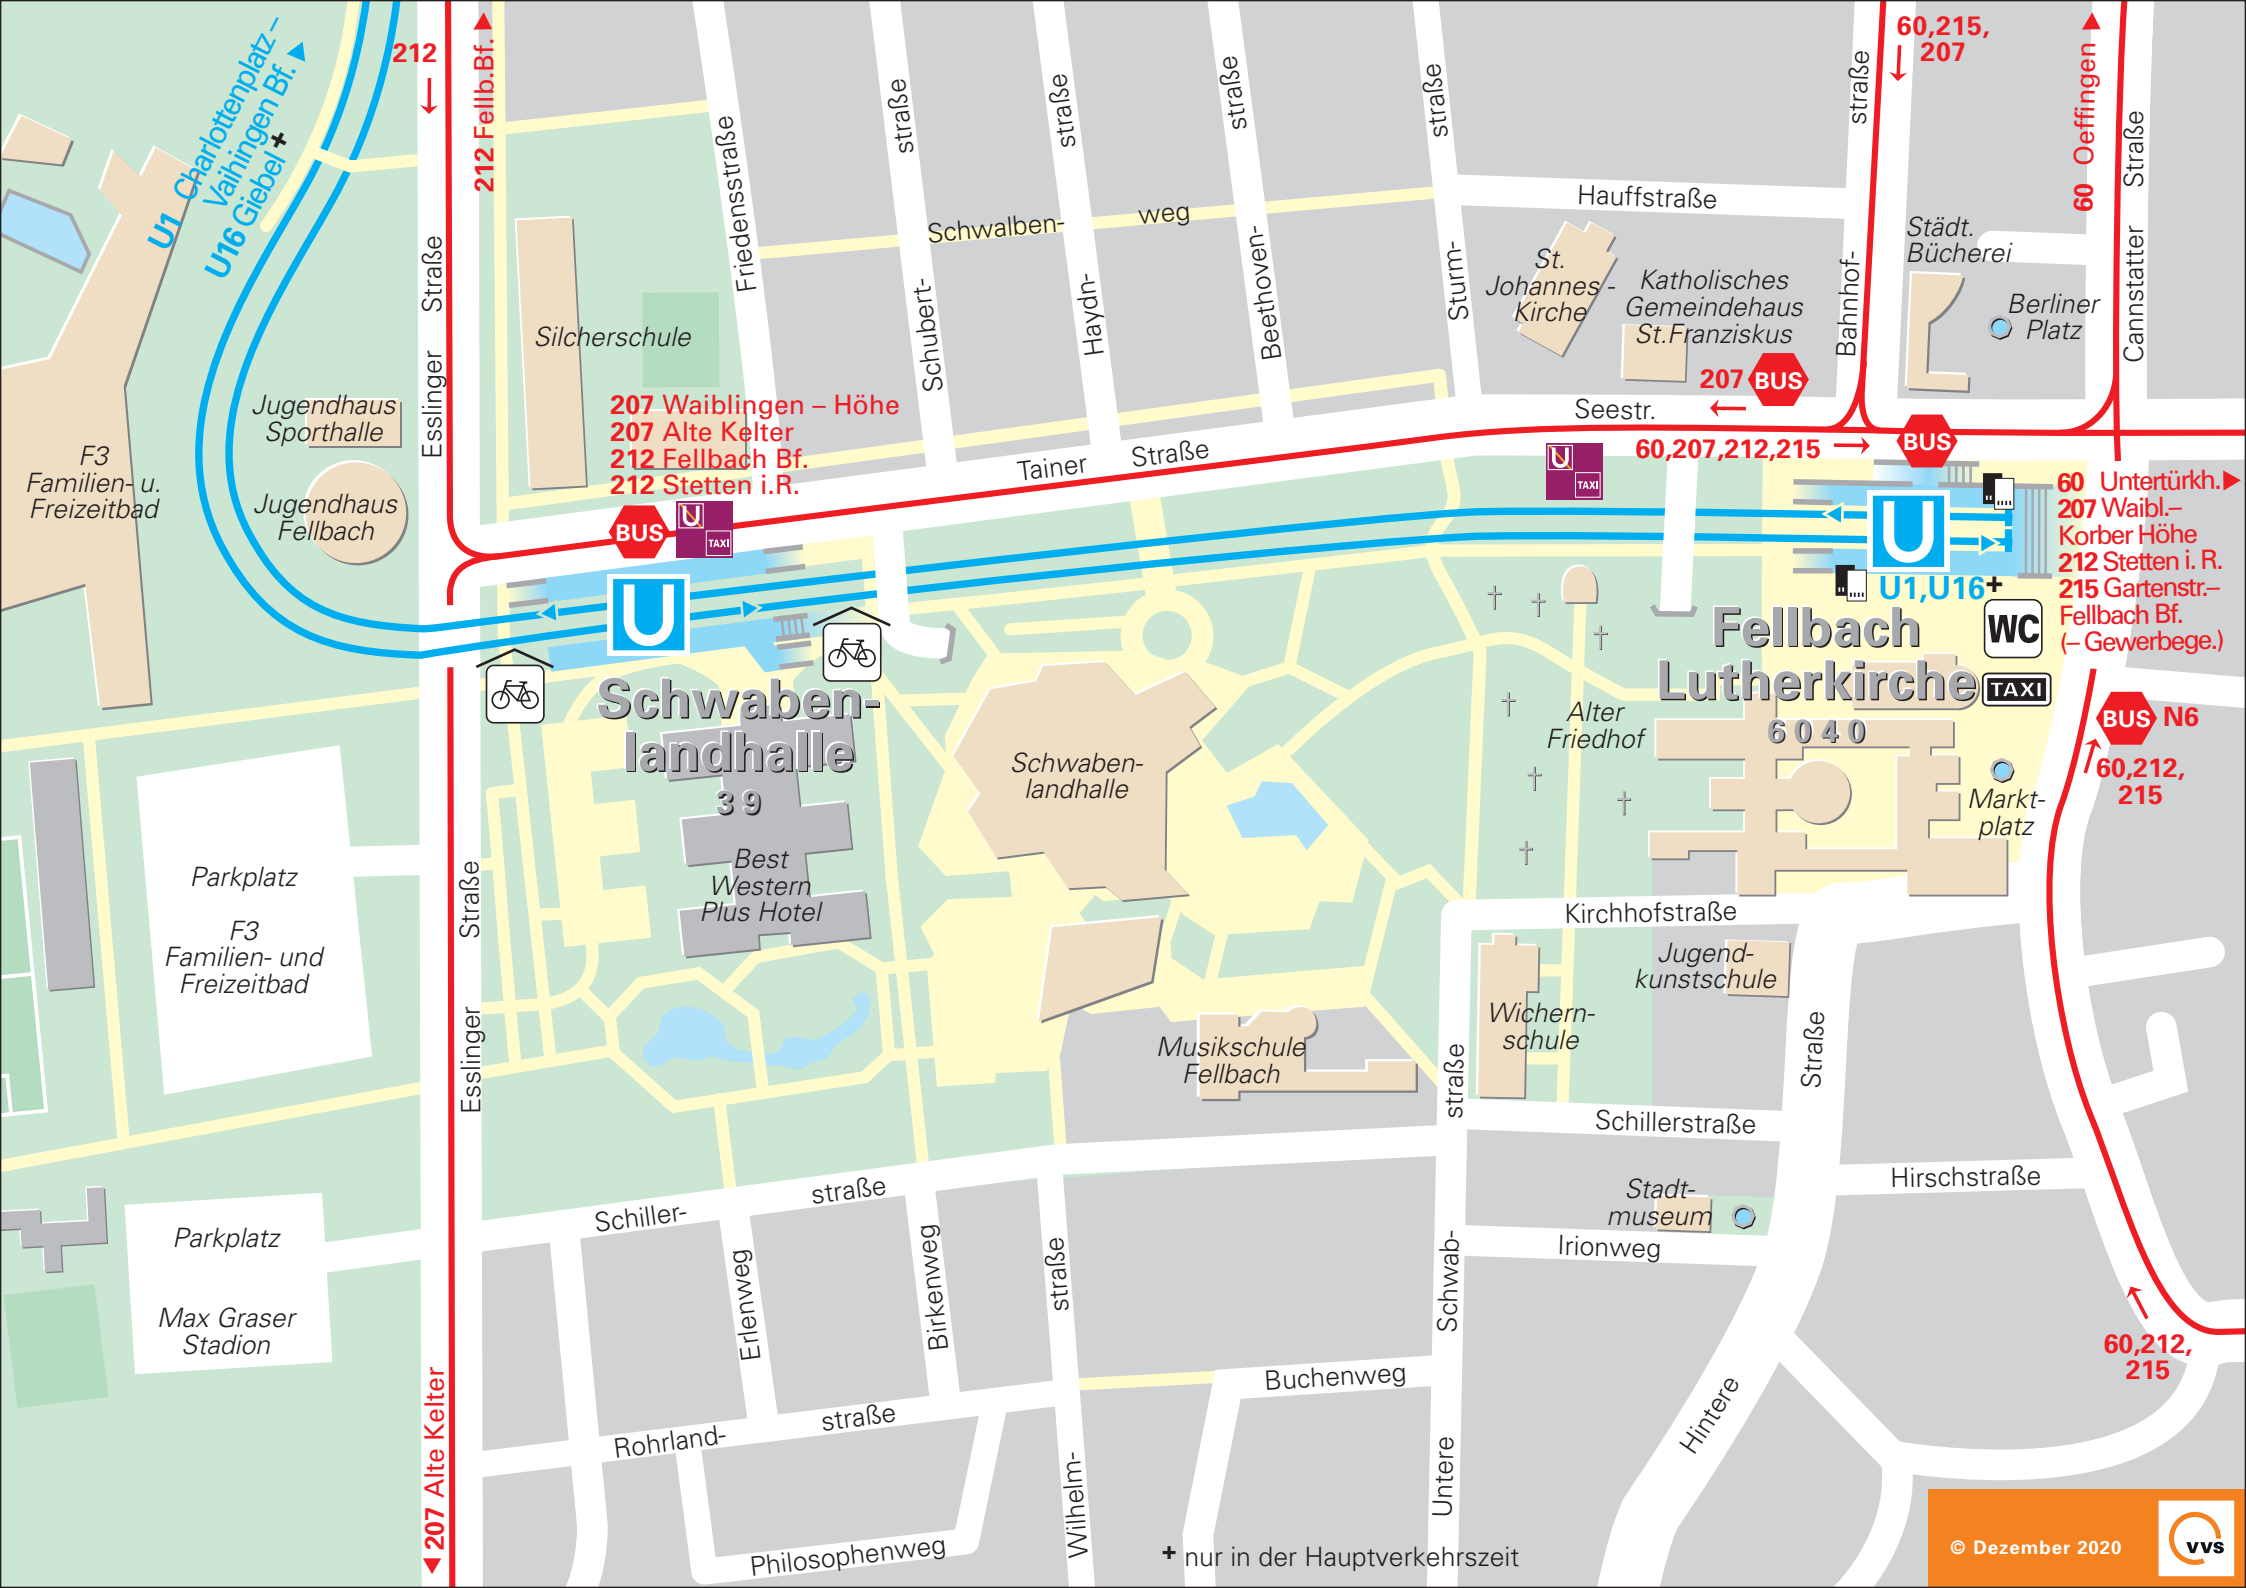 U1 Charlottenplatz –
Vaihingen Bf.
U16 Giebel +
212
212 Fellb.Bf.
60,215,
207
60 Oeffingen
Esslinger Straße
Friedensstraße
Schubert-
straße
Haydn-
straße
Beethoven-
straße
Sturm-
straße
Bahnhof-
straße
Cannstatter Straße
Schwalben-
weg
Hauffstraße
Städt.
Bücherei
Berliner
Platz
St.
Johannes -
Kirche
Katholisches
Gemeindehaus
St.Franziskus
Silcherschule
207 BUS
Seestr.
60,207,212,215
BUS
Jugendhaus
Sporthalle
Jugendhaus
Fellbach
F3
Familien- u.
Freizeitbad
207 Waiblingen – Höhe
207 Alte Kelter
212 Fellbach Bf.
212 Stetten i.R.
BUS
U
TAXI
Tainer Straße
U
TAXI
U
U
U1,U16+
60 Untertürkh.
207 Waibl.–
Korber Höhe
212 Stetten i. R.
215 Gartenstr.–
Fellbach Bf.
(– Gewerbege.)
WC
TAXI
Fellbach
Lutherkirche
6040
Schwaben-
landhalle
39
BUS N6
60,212,
215
Alter
Friedhof
Markt-
platz
Schwaben-
landhalle
Best
Western
Plus Hotel
Parkplatz
F3
Familien- und
Freizeitbad
Esslinger Straße
Kirchhofstraße
Jugend-
kunstschule
Wichern-
schule
Musikschule
Fellbach
Untere Schwab-
straße
Hintere Straße
Schillerstraße
Hirschstraße
Stadt-
museum
Irionweg
Schiller-
straße
Parkplatz
Max Graser
Stadion
Erlenweg
Birkenweg
Wilhelm-
straße
Rohrland-
straße
Buchenweg
Philosophenweg
60,212,
215
207 Alte Kelter
+ nur in der Hauptverkehrszeit
© Dezember 2020
VVS